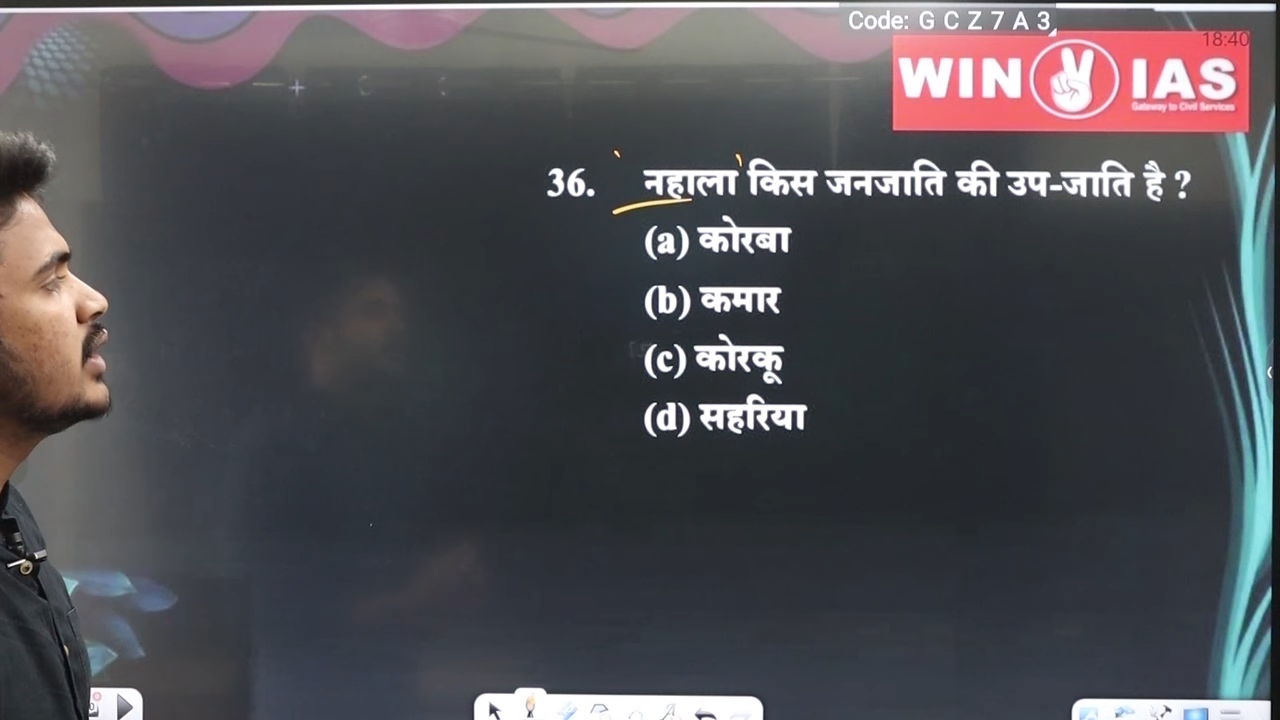 Code: G C Z 7 A 3
18:40
WIN IAS
Gateway to Civil Services
36. नहाला किस जनजाति की उप-जाति है ?
(a) कोरबा
(b) कमार
(c) कोरकू
(d) सहरिया